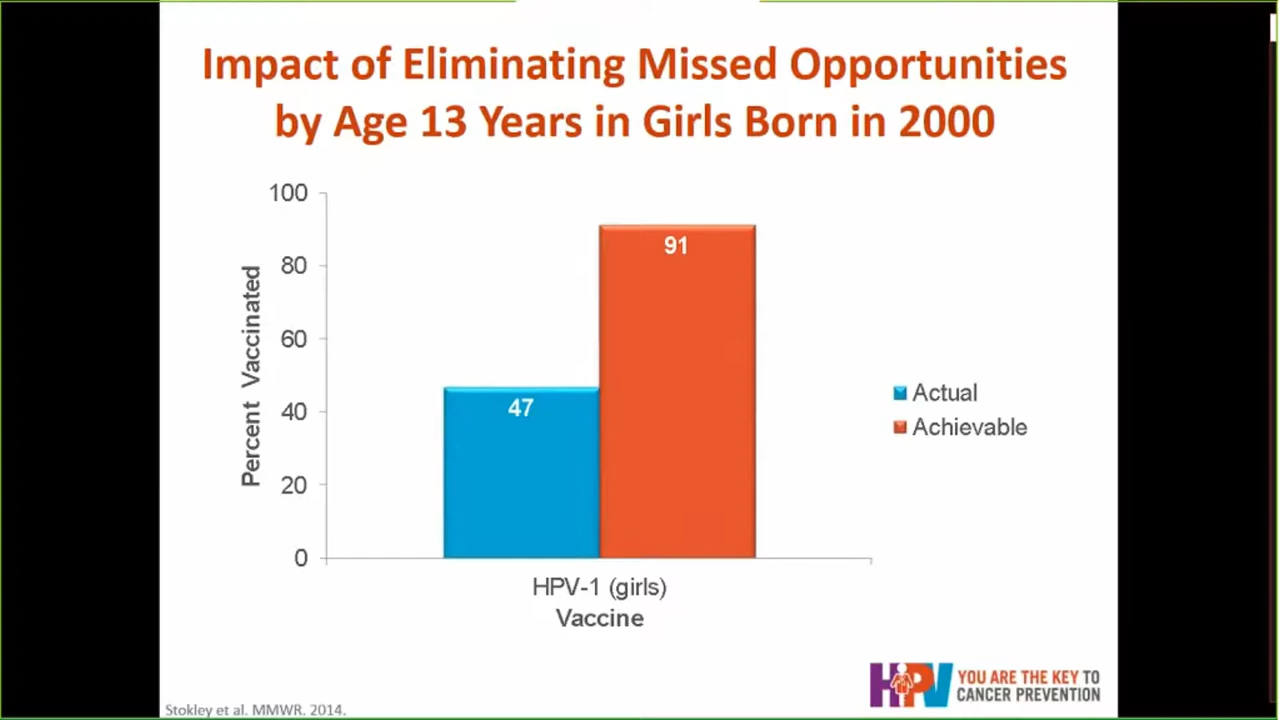 Impact of Eliminating Missed Opportunities
by Age 13 Years in Girls Born in 2000
100
80
60
40
20
0
Percent Vaccinated
47
91
Actual
Achievable
HPV-1 (girls)
Vaccine
HPV YOU ARE THE KEY TO
CANCER PREVENTION
Stokley et al. MMWR. 2014.